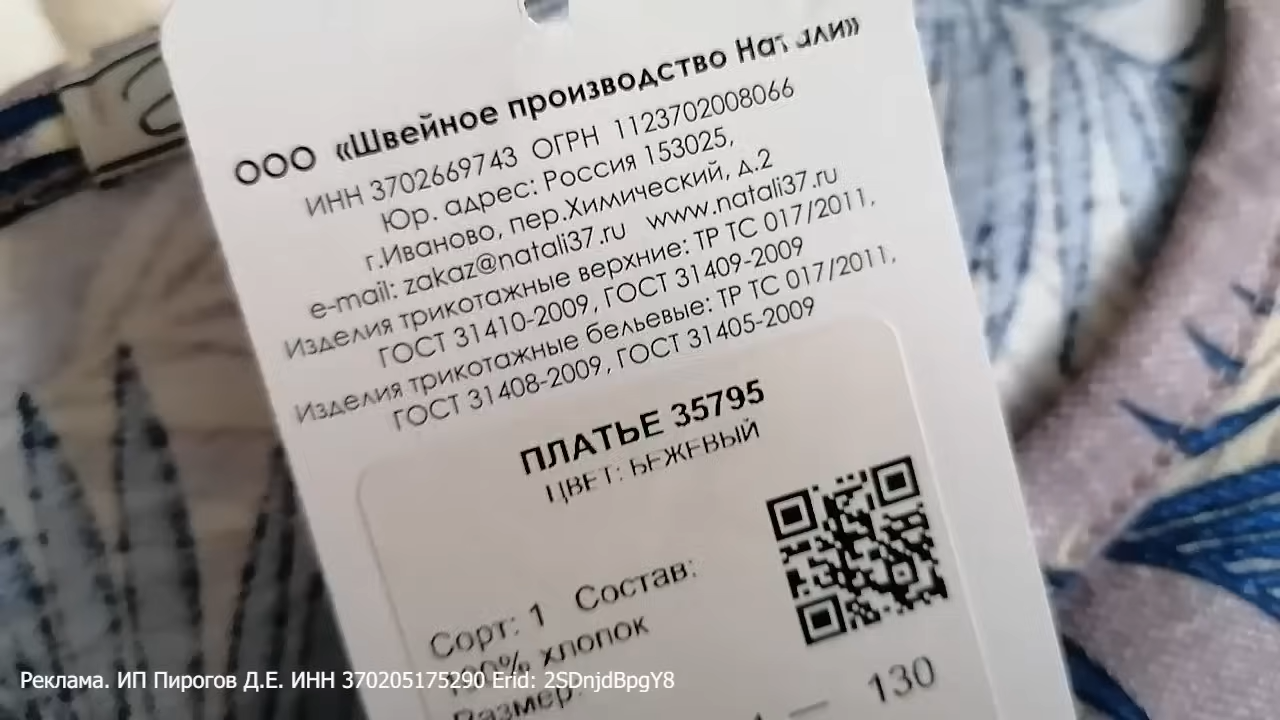 ООО «Швейное производство Натали»
ИНН 3702669743 ОГРН 1123702008066
Юр. адрес: Россия 153025,
г.Иваново, пер.Химический, д.2
e-mail: zakaz@natali37.ru www.natali37.ru
Изделия трикотажные верхние: ТР ТС 017/2011,
ГОСТ 31410-2009, ГОСТ 31409-2009
Изделия трикотажные бельевые: ТР ТС 017/2011,
ГОСТ 31408-2009, ГОСТ 31405-2009
ПЛАТЬЕ 35795
ЦВЕТ: БЕЖЕВЫЙ
Сорт: 1 Состав:
хлопок
Размер:
— 130
Реклама. ИП Пирогов Д.Е. ИНН 370205175290 Erid: 2SDnjdBpgY8